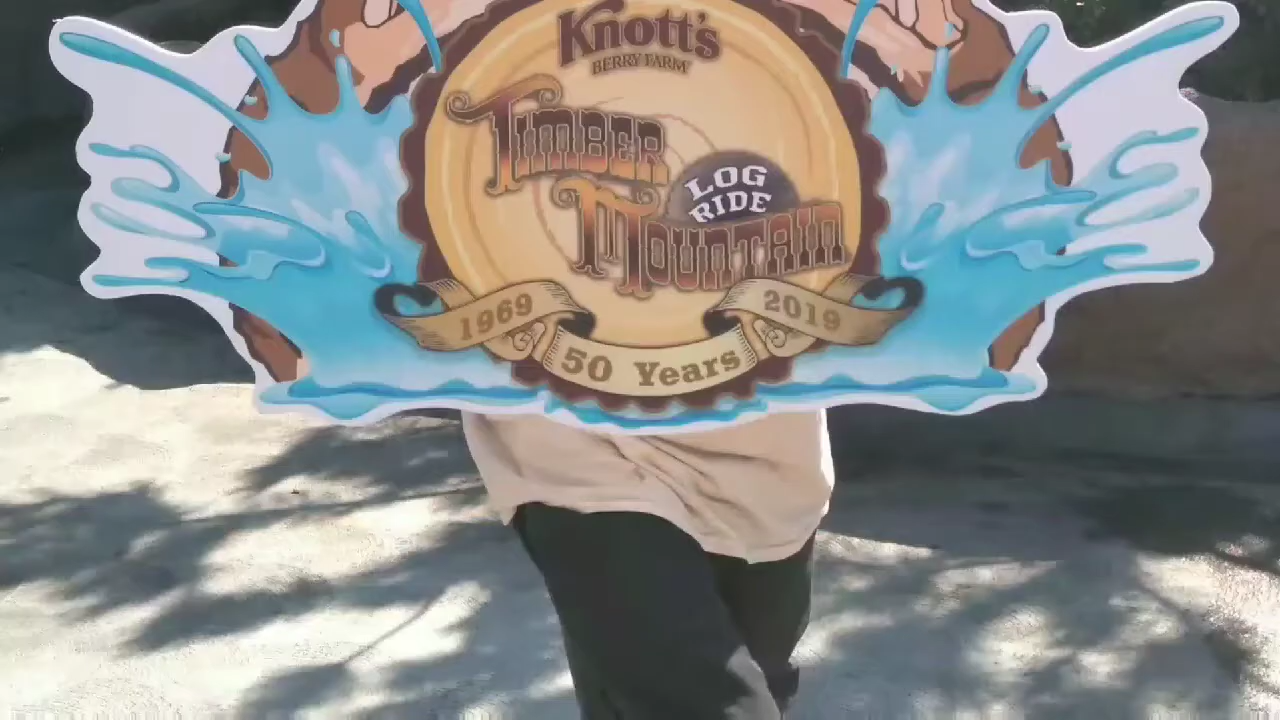 Knott's
BERRY FARM
TIMBER
MOUNTAIN
LOG
RIDE
1969
2019
50 Years